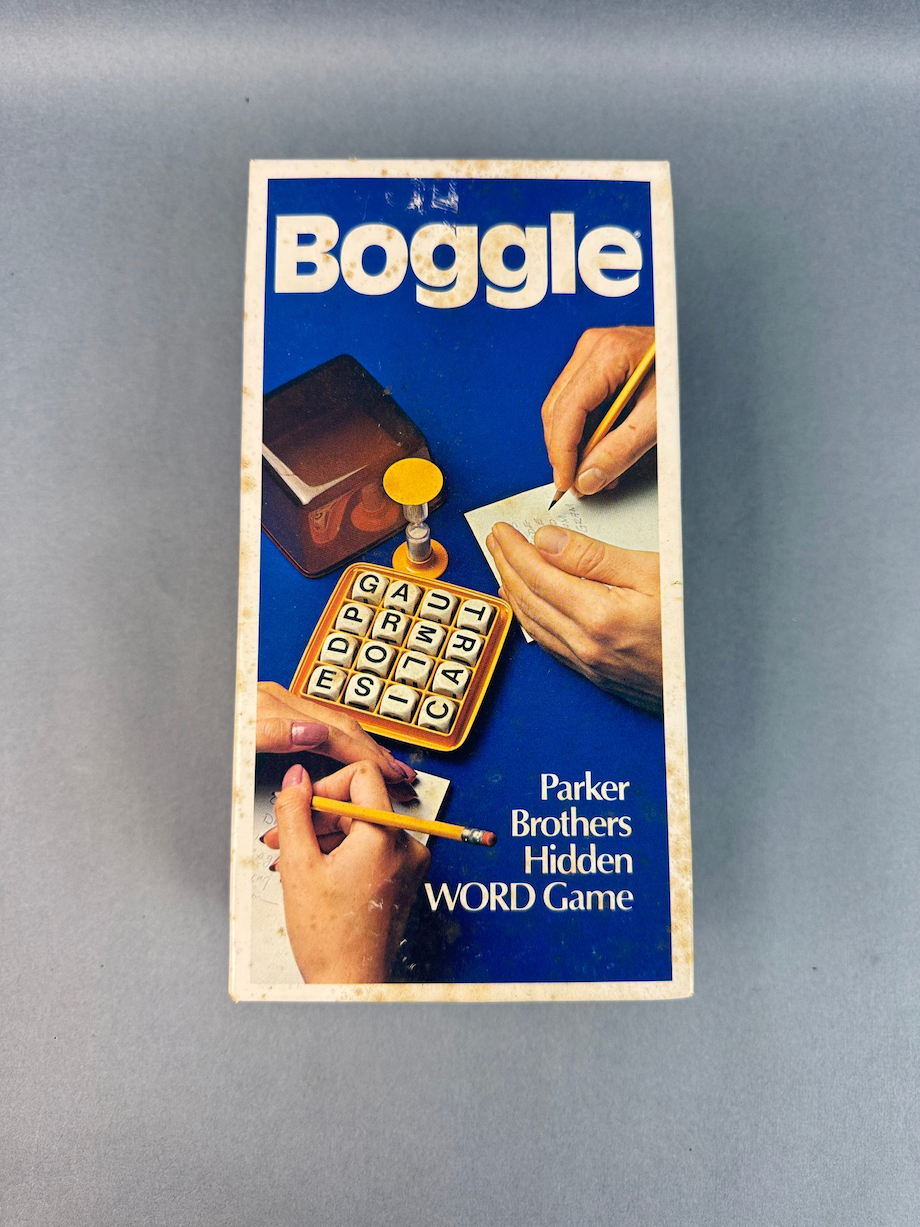 Boggle®
G A U T
P R M R
D O L A
E S I C
Parker
Brothers
Hidden
WORD Game